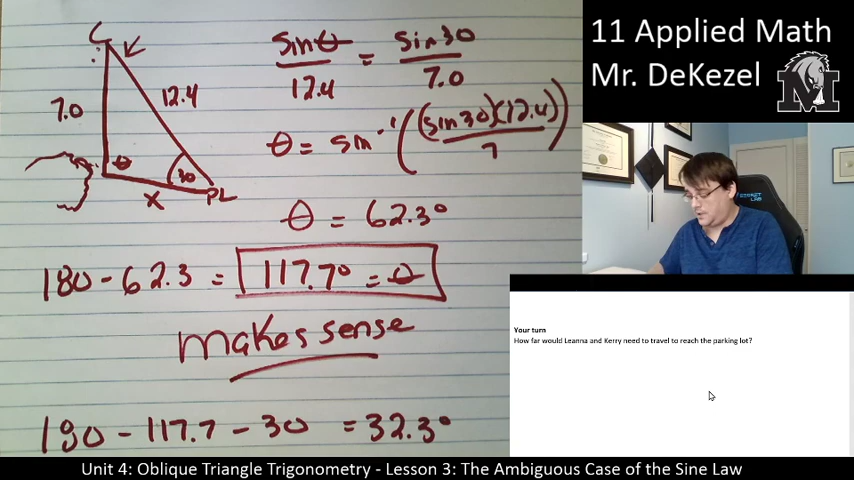 C
7.0
12.4
θ
30
x
PL
sinθ/12.4 = sin30/7.0
θ = sin⁻¹((sin30)(12.4)/7)
θ = 62.3°
180 - 62.3 = 117.7° = θ
makes sense
180 - 117.7 - 30 = 32.3°
11 Applied Math
Mr. DeKezel
M
SECRET LAB
Your turn
How far would Leanna and Kerry need to travel to reach the parking lot?
Unit 4: Oblique Triangle Trigonometry - Lesson 3: The Ambiguous Case of the Sine Law